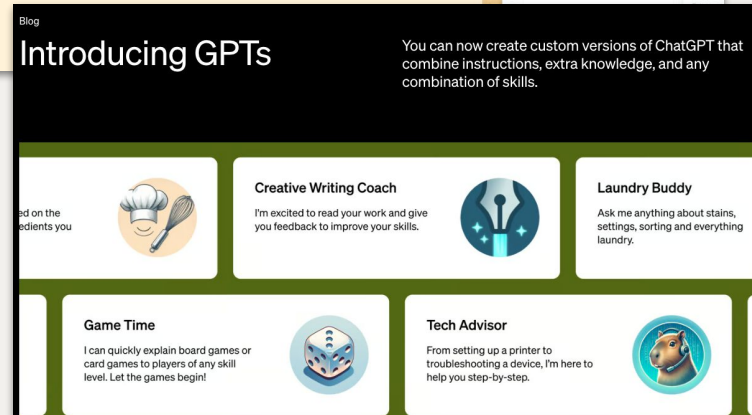 Blog
Introducing GPTs
You can now create custom versions of ChatGPT that
combine instructions, extra knowledge, and any
combination of skills.
ed on the
edients you
Creative Writing Coach
I'm excited to read your work and give
you feedback to improve your skills.
Laundry Buddy
Ask me anything about stains,
settings, sorting and everything
laundry.
Game Time
I can quickly explain board games or
card games to players of any skill
level. Let the games begin!
Tech Advisor
From setting up a printer to
troubleshooting a device, I'm here to
help you step-by-step.